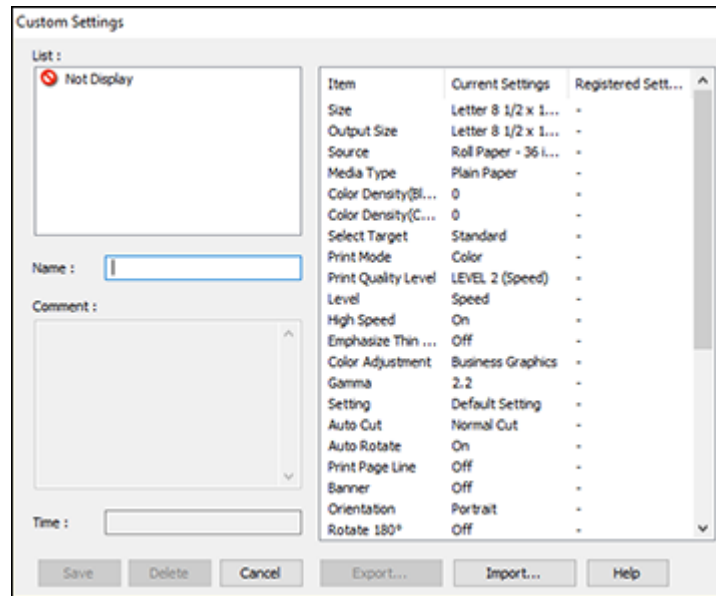 Custom Settings
List :
Not Display
Name :
Comment :
Time :
Item Current Settings Registered Sett...
Size Letter 8 1/2 x 1... -
Output Size Letter 8 1/2 x 1... -
Source Roll Paper - 36 i... -
Media Type Plain Paper -
Color Density(Bl... 0 -
Color Density(C... 0 -
Select Target Standard -
Print Mode Color -
Print Quality Level LEVEL 2 (Speed) -
Level Speed -
High Speed On -
Emphasize Thin ... Off -
Color Adjustment Business Graphics -
Gamma 2.2 -
Setting Default Setting -
Auto Cut Normal Cut -
Auto Rotate On -
Print Page Line Off -
Banner Off -
Orientation Portrait -
Rotate 180° Off -
Save Delete Cancel Export... Import... Help